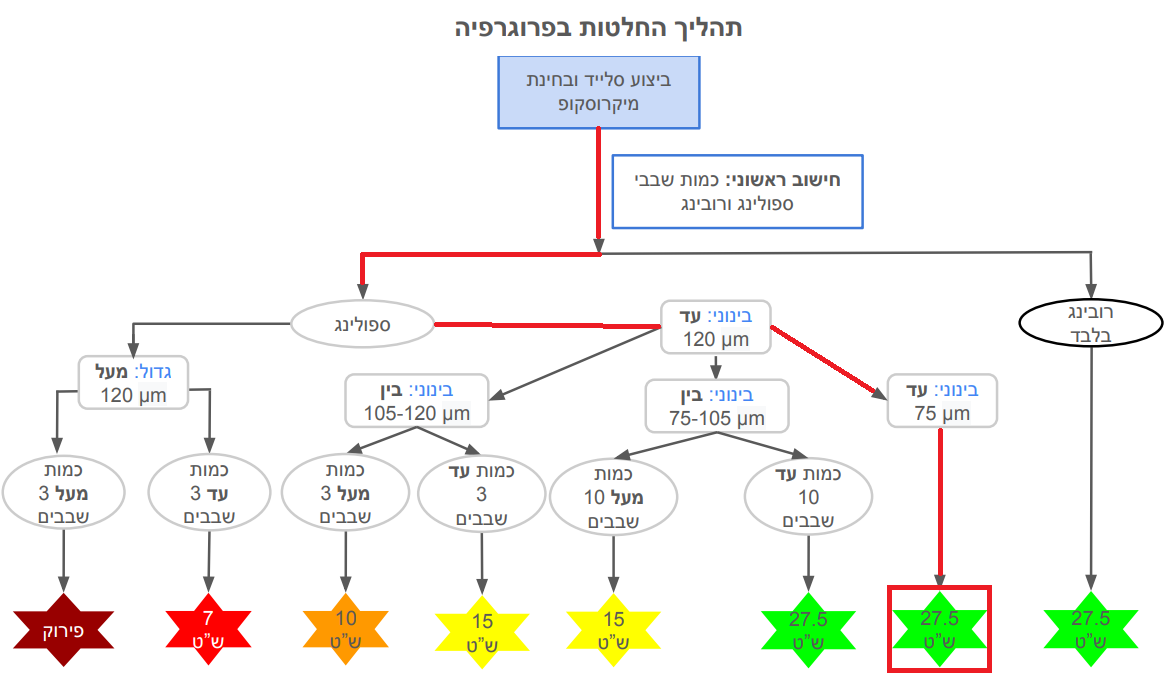 תהליך החלטות בפרוגרפיה
ביצוע סלייד ובחינת
מיקרוסקופ
חישוב ראשוני: כמות שבבי
ספולינג ורובינג
רובינג
בלבד
ספולינג
בינוני: עד
120 µm
גדול: מעל
120 µm
בינוני: בין
105-120 µm
בינוני: בין
75-105 µm
בינוני: עד
75 µm
כמות
מעל 3
שבבים
כמות
עד 3
שבבים
כמות
מעל 3
שבבים
כמות עד
3
שבבים
כמות
מעל 10
שבבים
כמות עד
10
שבבים
פירוק
7
ש"ט
10
ש"ט
15
ש"ט
15
ש"ט
27.5
ש"ט
27.5
ש"ט
27.5
ש"ט